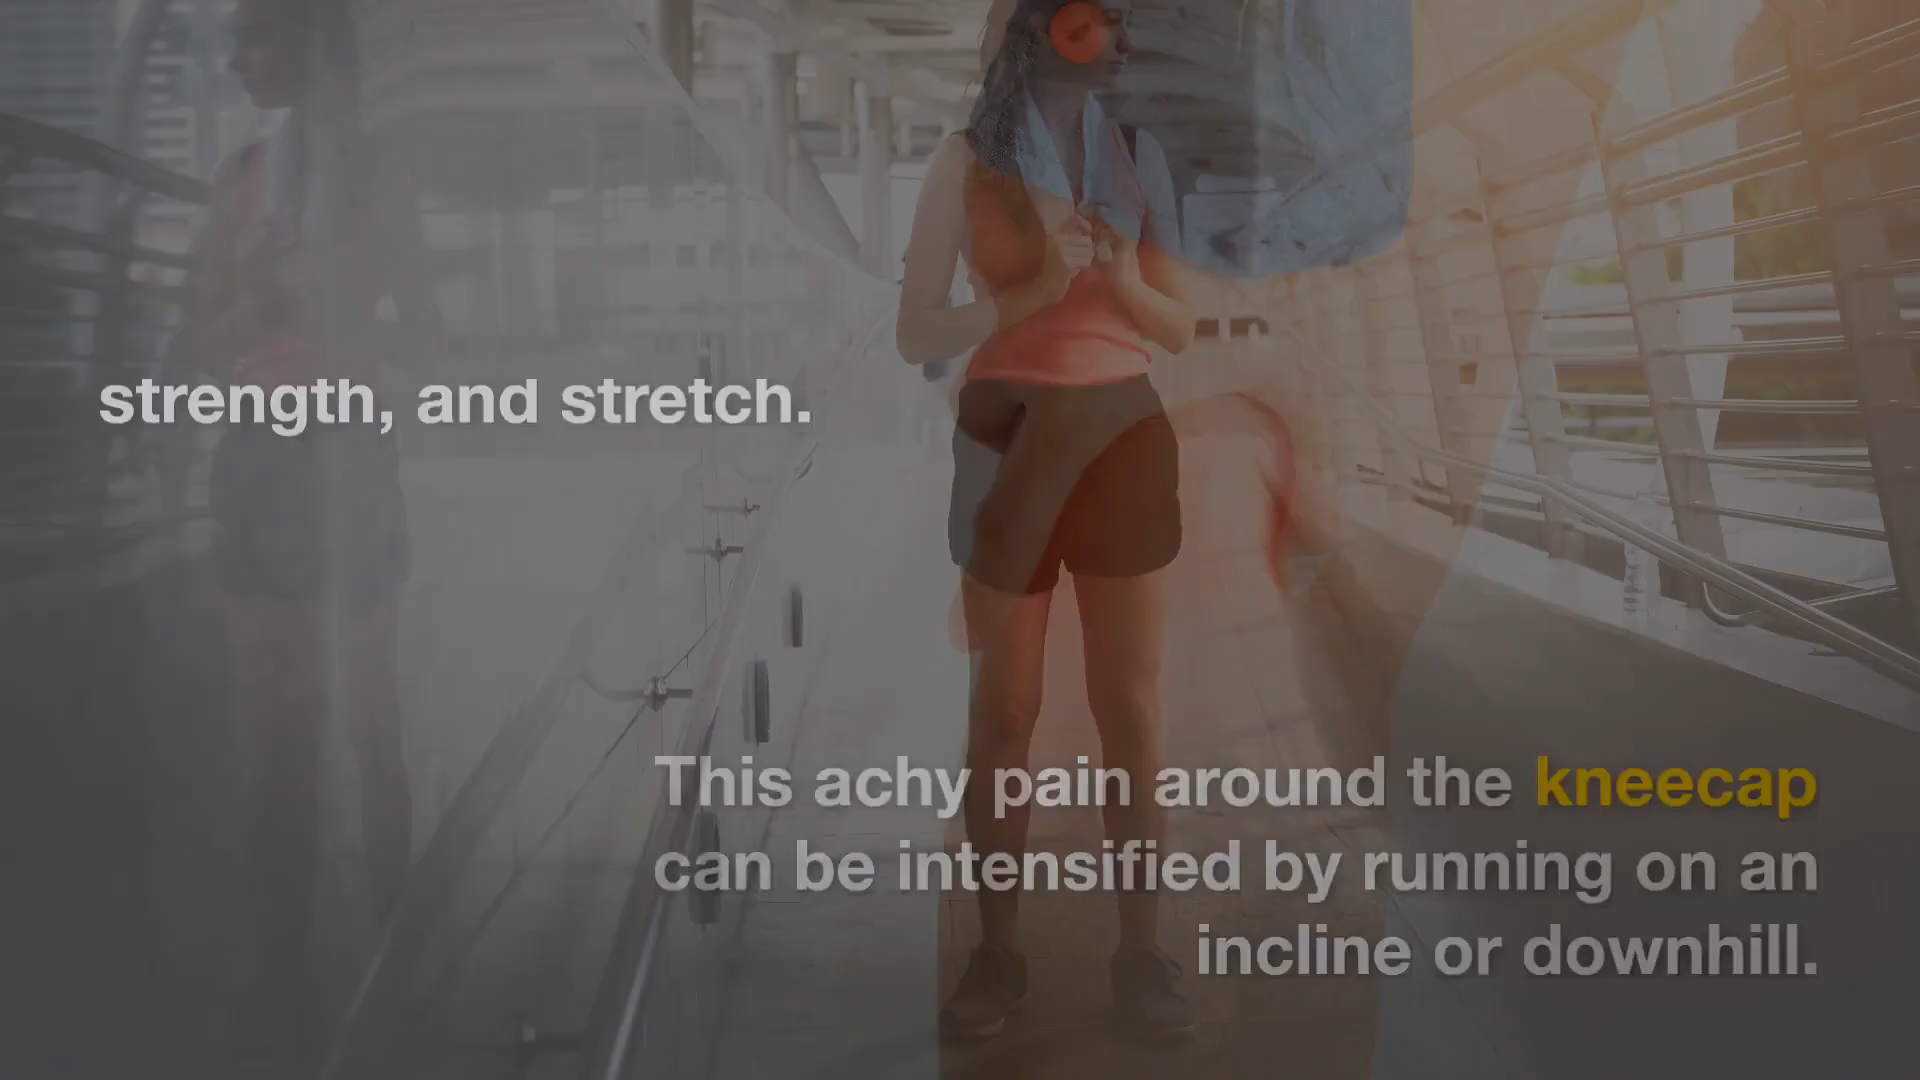 strength, and stretch.
This achy pain around the kneecap
can be intensified by running on an
incline or downhill.